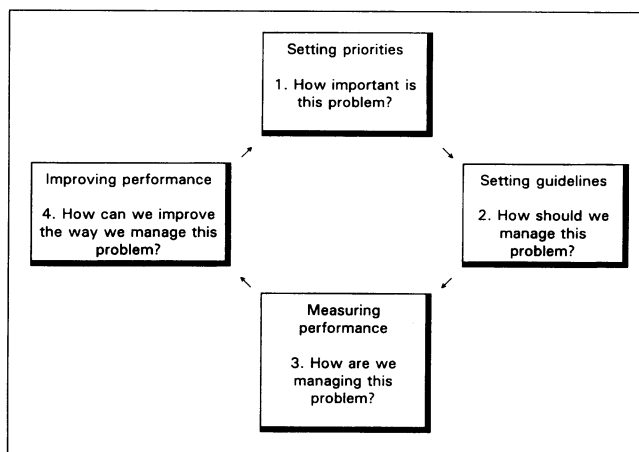 Setting priorities
1. How important is
this problem?
Improving performance
4. How can we improve
the way we manage this
problem?
Setting guidelines
2. How should we
manage this
problem?
Measuring
performance
3. How are we
managing this
problem?